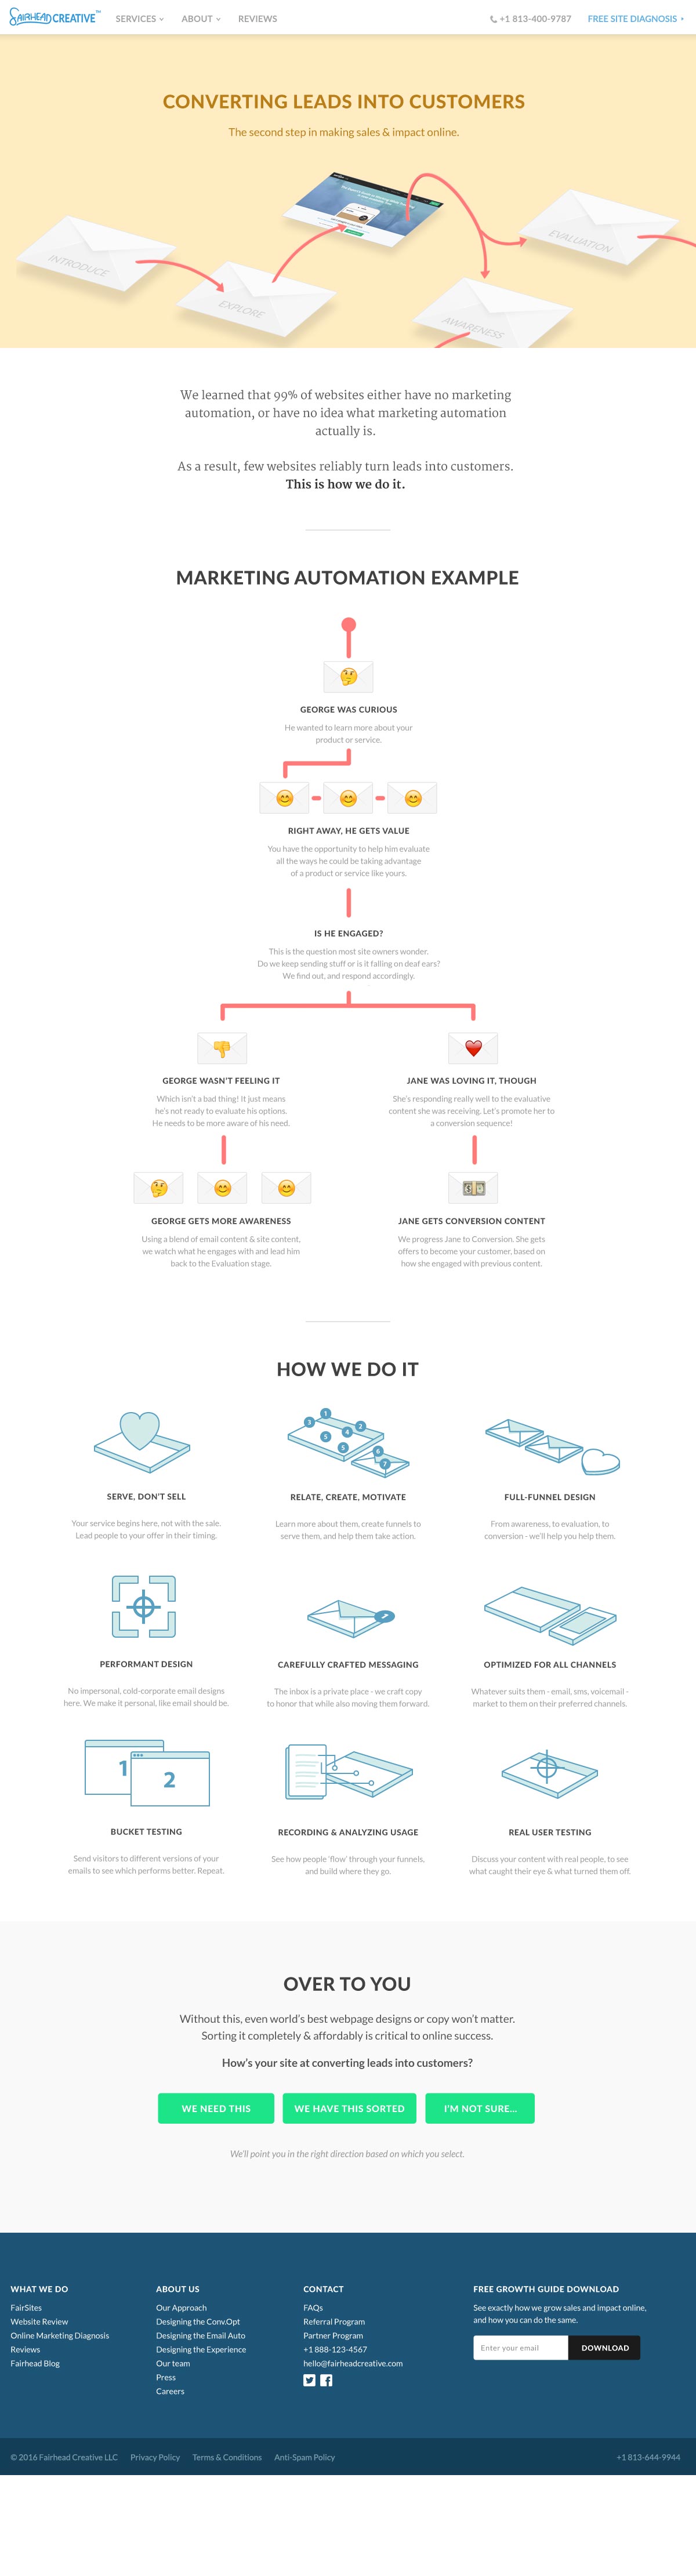 FAIRHEAD CREATIVE™
SERVICES
ABOUT
REVIEWS
+1 813-400-9787
FREE SITE DIAGNOSIS
CONVERTING LEADS INTO CUSTOMERS
The second step in making sales & impact online.
INTRODUCE
EXPLORE
EVALUATION
AWARENESS
We learned that 99% of websites either have no marketing
automation, or have no idea what marketing automation
actually is.
As a result, few websites reliably turn leads into customers.
This is how we do it.
MARKETING AUTOMATION EXAMPLE
GEORGE WAS CURIOUS
He wanted to learn more about your
product or service.
RIGHT AWAY, HE GETS VALUE
You have the opportunity to help him evaluate
all the ways he could be taking advantage
of a product or service like yours.
IS HE ENGAGED?
This is the question most site owners wonder.
Do we keep sending stuff or is it falling on deaf ears?
We find out, and respond accordingly.
GEORGE WASN'T FEELING IT
Which isn't a bad thing! It just means
he's not ready to evaluate his options.
He needs to be more aware of his need.
JANE WAS LOVING IT, THOUGH
She's responding really well to the evaluative
content she was receiving. Let's promote her to
a conversion sequence!
GEORGE GETS MORE AWARENESS
Using a blend of email content & site content,
we watch what he engages with and lead him
back to the Evaluation stage.
JANE GETS CONVERSION CONTENT
We progress Jane to Conversion. She gets
offers to become your customer, based on
how she engaged with previous content.
HOW WE DO IT
1
3
2
4
5
5
6
7
SERVE, DON'T SELL
Your service begins here, not with the sale.
Lead people to your offer in their timing.
RELATE, CREATE, MOTIVATE
Learn more about them, create funnels to
serve them, and help them take action.
FULL-FUNNEL DESIGN
From awareness, to evaluation, to
conversion - we'll help you help them.
PERFORMANT DESIGN
No impersonal, cold-corporate email designs
here. We make it personal, like email should be.
CAREFULLY CRAFTED MESSAGING
The inbox is a private place - we craft copy
to honor that while also moving them forward.
OPTIMIZED FOR ALL CHANNELS
Whatever suits them - email, sms, voicemail -
market to them on their preferred channels.
1
2
BUCKET TESTING
Send visitors to different versions of your
emails to see which performs better. Repeat.
RECORDING & ANALYZING USAGE
See how people 'flow' through your funnels,
and build where they go.
REAL USER TESTING
Discuss your content with real people, to see
what caught their eye & what turned them off.
OVER TO YOU
Without this, even world's best webpage designs or copy won't matter.
Sorting it completely & affordably is critical to online success.
How's your site at converting leads into customers?
WE NEED THIS
WE HAVE THIS SORTED
I'M NOT SURE...
We'll point you in the right direction based on which you select.
WHAT WE DO
FairSites
Website Review
Online Marketing Diagnosis
Reviews
Fairhead Blog
ABOUT US
Our Approach
Designing the Conv.Opt
Designing the Email Auto
Designing the Experience
Our team
Press
Careers
CONTACT
FAQs
Referral Program
Partner Program
+1 888-123-4567
hello@fairheadcreative.com
FREE GROWTH GUIDE DOWNLOAD
See exactly how we grow sales and impact online,
and how you can do the same.
Enter your email
DOWNLOAD
© 2016 Fairhead Creative LLC
Privacy Policy
Terms & Conditions
Anti-Spam Policy
+1 813-644-9944